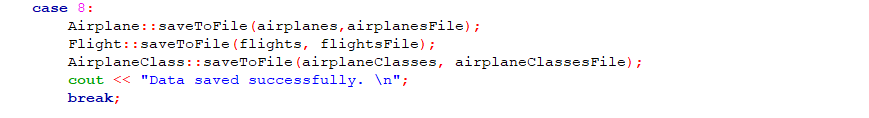 case 8:
Airplane::saveToFile(airplanes,airplanesFile);
Flight::saveToFile(flights, flightsFile);
AirplaneClass::saveToFile(airplaneClasses, airplaneClassesFile);
cout << "Data saved successfully. \n";
break;